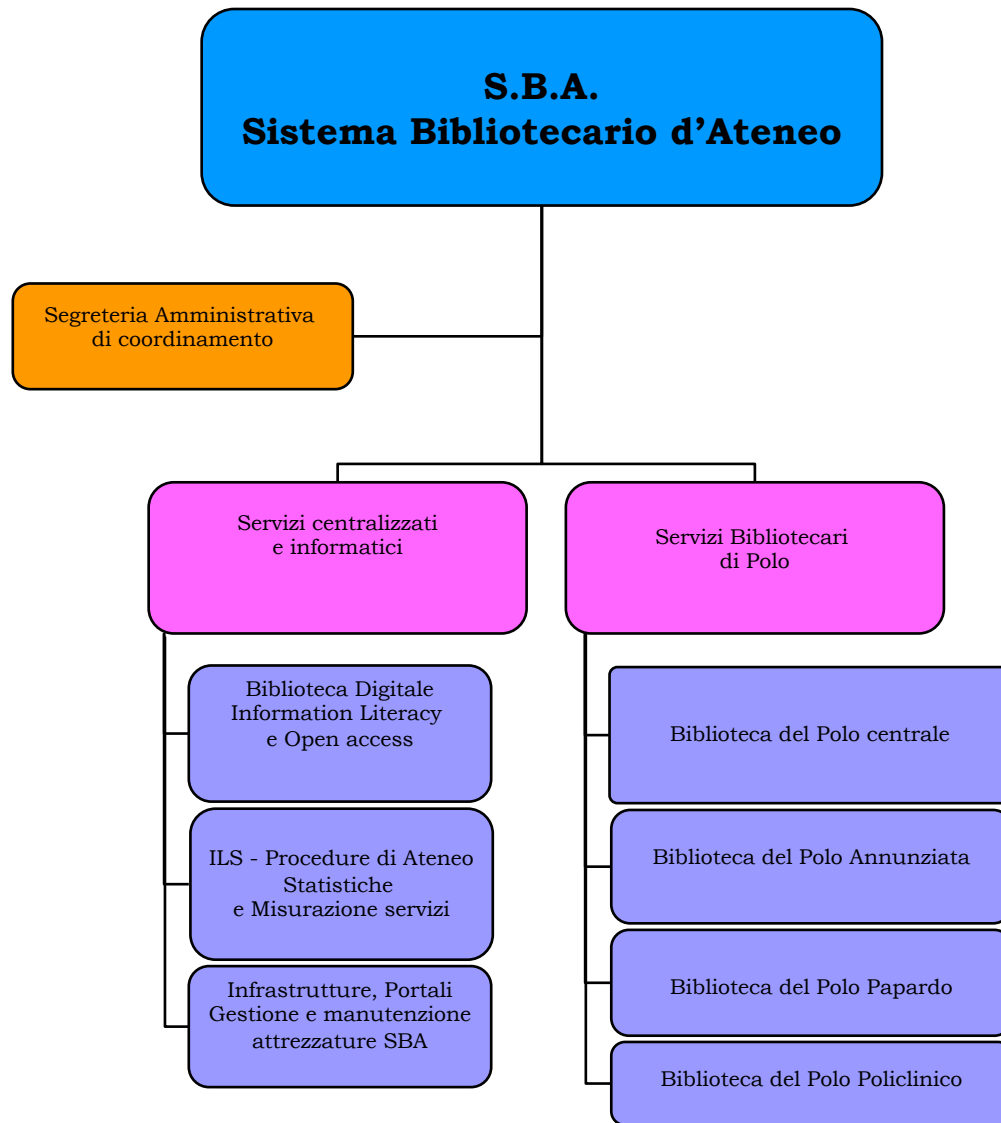 S.B.A.
Sistema Bibliotecario d’Ateneo
Segreteria Amministrativa
di coordinamento
Servizi centralizzati
e informatici
Servizi Bibliotecari
di Polo
Biblioteca Digitale
Information Literacy
e Open access
ILS - Procedure di Ateneo
Statistiche
e Misurazione servizi
Infrastrutture, Portali
Gestione e manutenzione
attrezzature SBA
Biblioteca del Polo centrale
Biblioteca del Polo Annunziata
Biblioteca del Polo Papardo
Biblioteca del Polo Policlinico